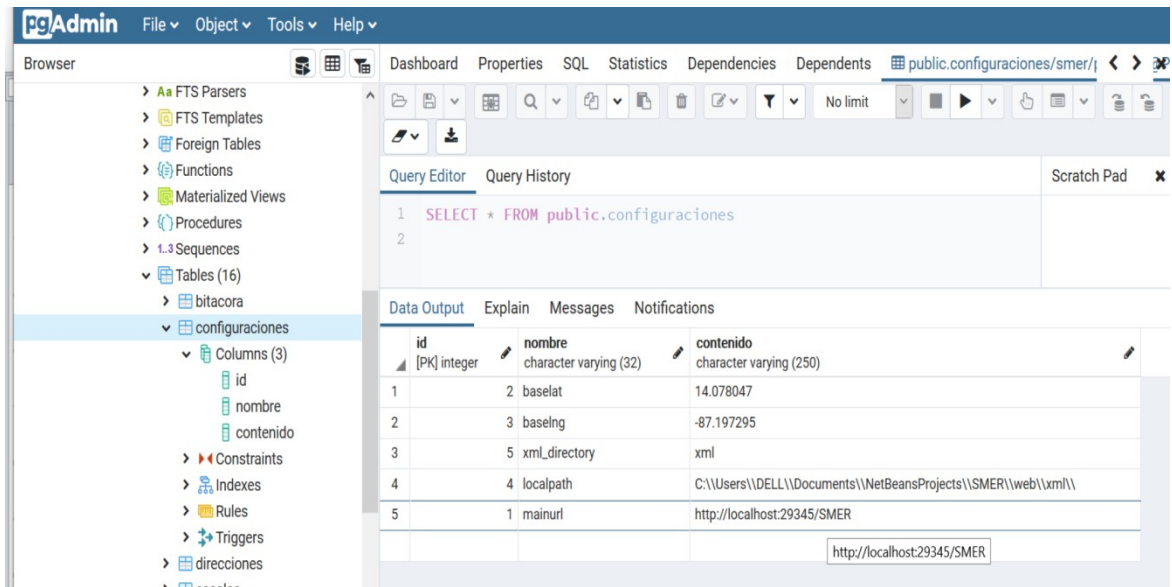 pgAdmin File Object Tools Help
Browser
Dashboard Properties SQL Statistics Dependencies Dependents public.configuraciones/smer/
Aa FTS Parsers
FTS Templates
Foreign Tables
Functions
Materialized Views
Procedures
1..3 Sequences
Tables (16)
bitacora
configuraciones
Columns (3)
id
nombre
contenido
Constraints
Indexes
Rules
Triggers
direcciones
No limit
Query Editor Query History
Scratch Pad
1 SELECT * FROM public.configuraciones
2
Data Output Explain Messages Notifications
id nombre contenido
[PK] integer character varying (32) character varying (250)
1 2 baselat 14.078047
2 3 baselng -87.197295
3 5 xml_directory xml
4 4 localpath C:\\Users\\DELL\\Documents\\NetBeansProjects\\SMER\\web\\xml\\
5 1 mainurl http://localhost:29345/SMER
http://localhost:29345/SMER